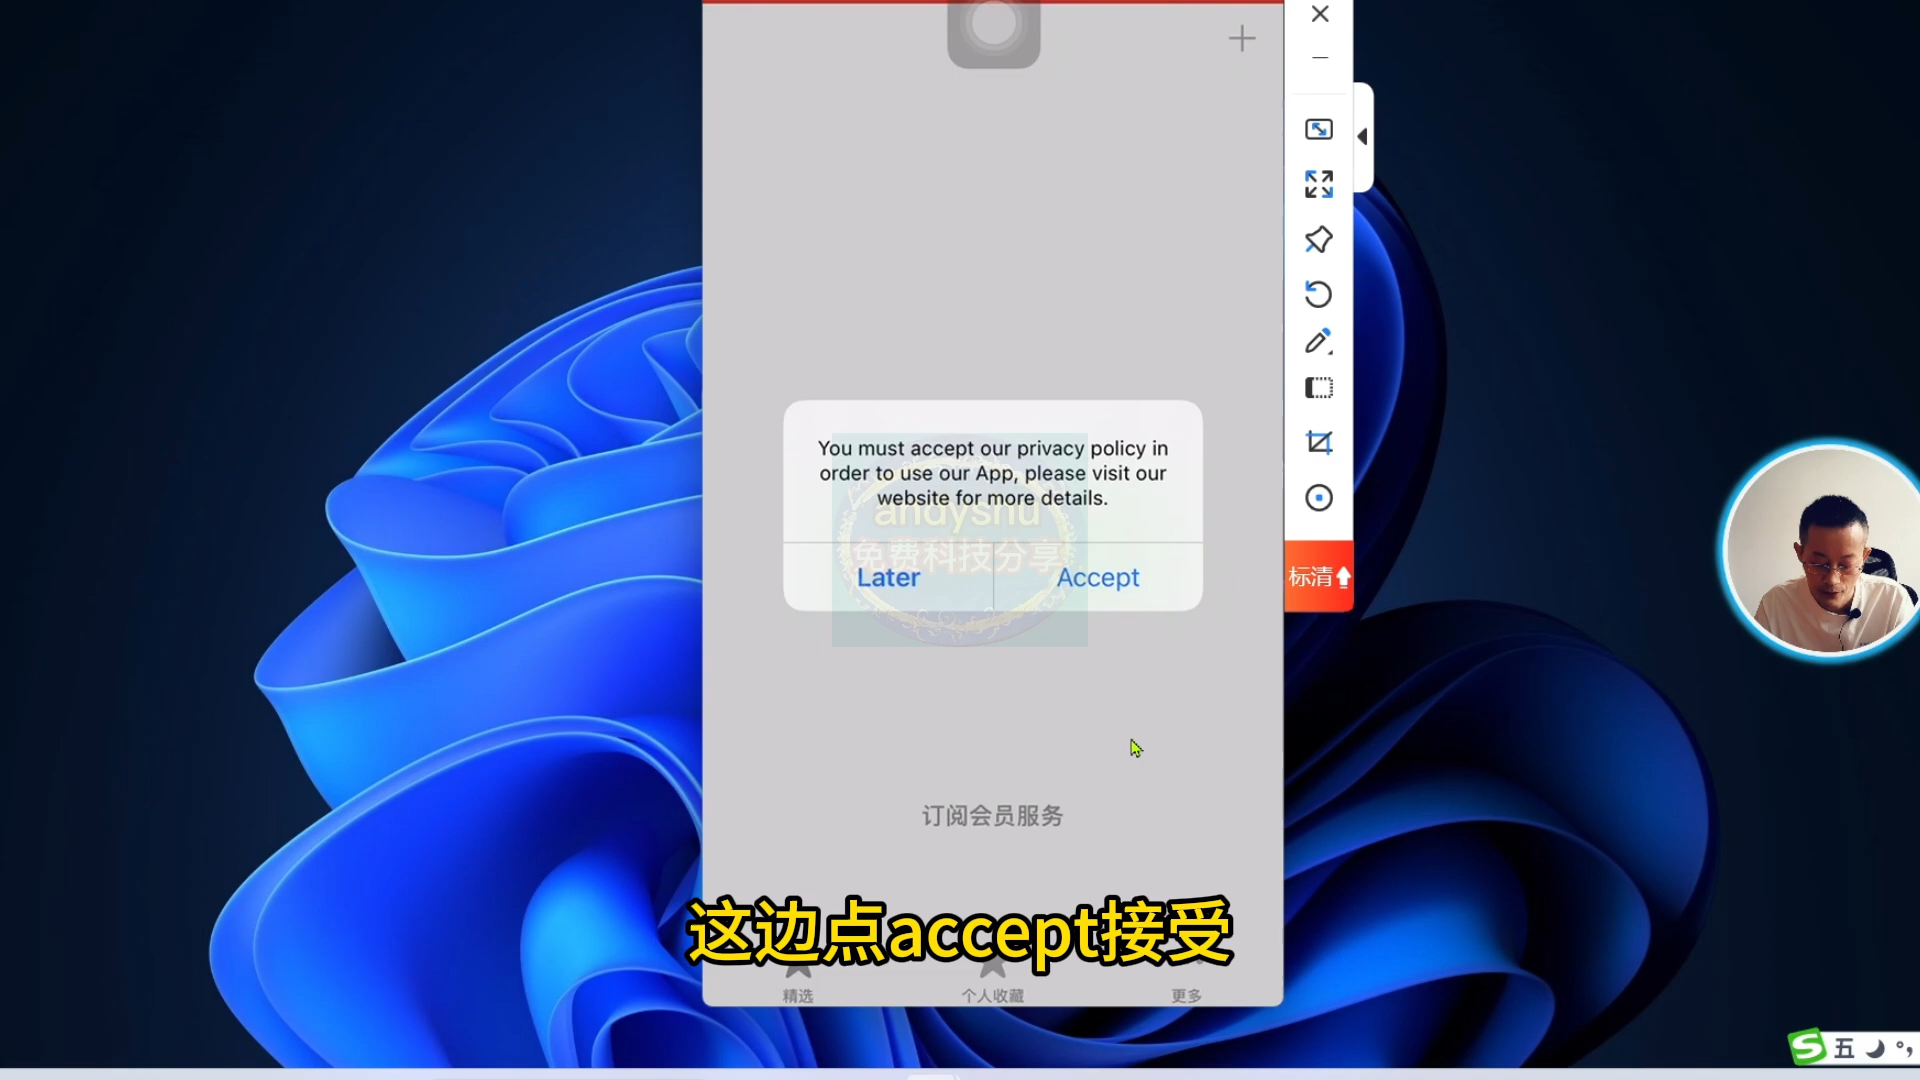 You must accept our privacy policy in
order to use our App, please visit our
website for more details.
andyshu
免费科技分享
Later
Accept
标清
订阅会员服务
这边点accept接受
精选
个人收藏
更多
五